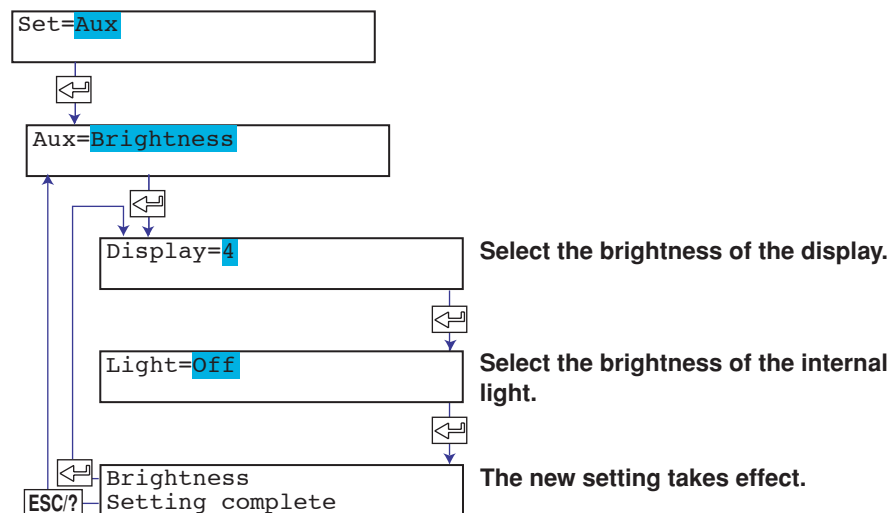 Set=Aux
Aux=Brightness
Display=4
Select the brightness of the display.
Light=Off
Select the brightness of the internal
light.
Brightness
Setting complete
The new setting takes effect.
ESC/?